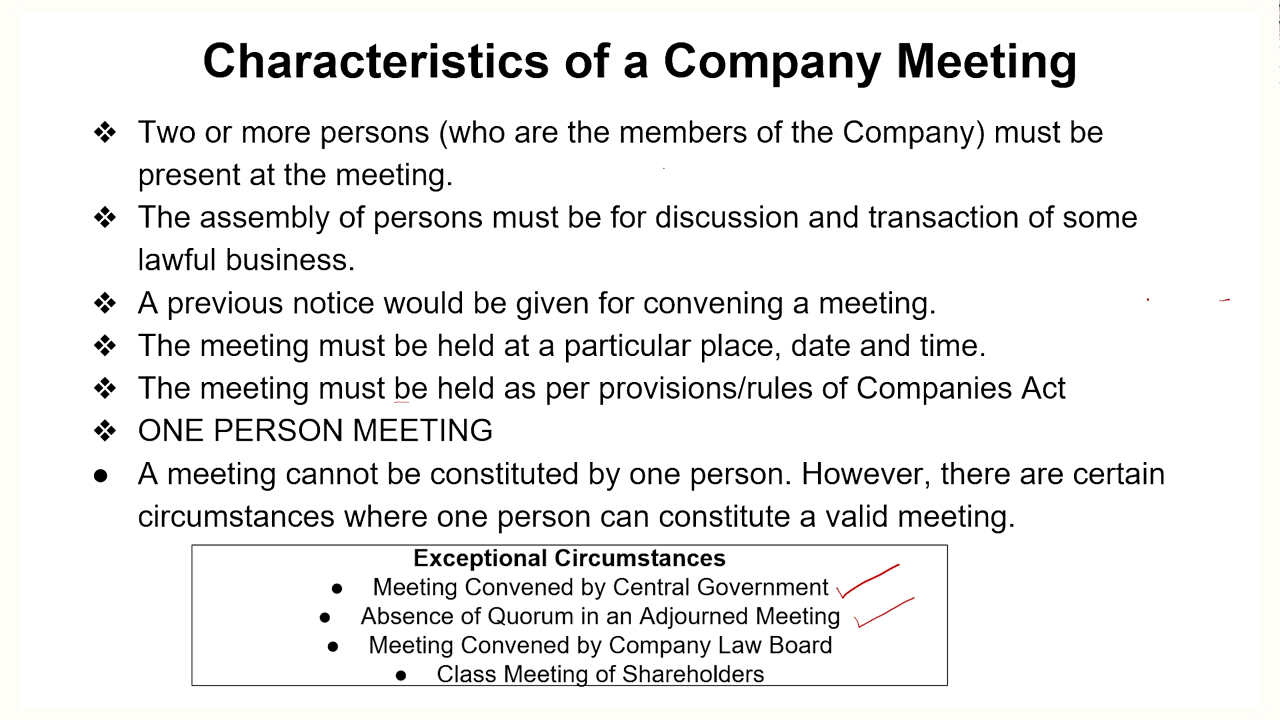 Characteristics of a Company Meeting
❖ Two or more persons (who are the members of the Company) must be
present at the meeting.
❖ The assembly of persons must be for discussion and transaction of some
lawful business.
❖ A previous notice would be given for convening a meeting.
❖ The meeting must be held at a particular place, date and time.
❖ The meeting must be held as per provisions/rules of Companies Act
❖ ONE PERSON MEETING
● A meeting cannot be constituted by one person. However, there are certain
circumstances where one person can constitute a valid meeting.
Exceptional Circumstances
● Meeting Convened by Central Government
● Absence of Quorum in an Adjourned Meeting
● Meeting Convened by Company Law Board
● Class Meeting of Shareholders